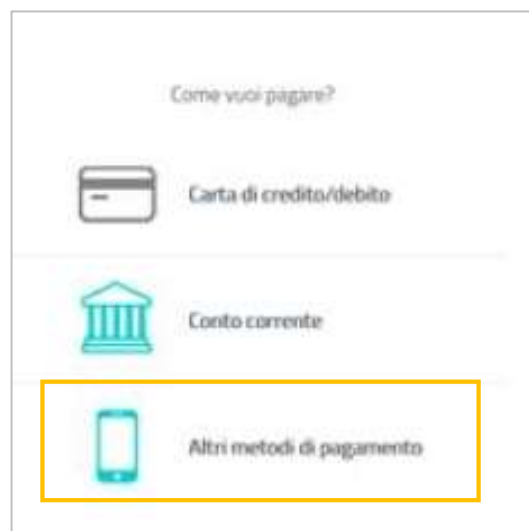 Come vuoi pagare?
Carta di credito/debito
Conto corrente
Altri metodi di pagamento